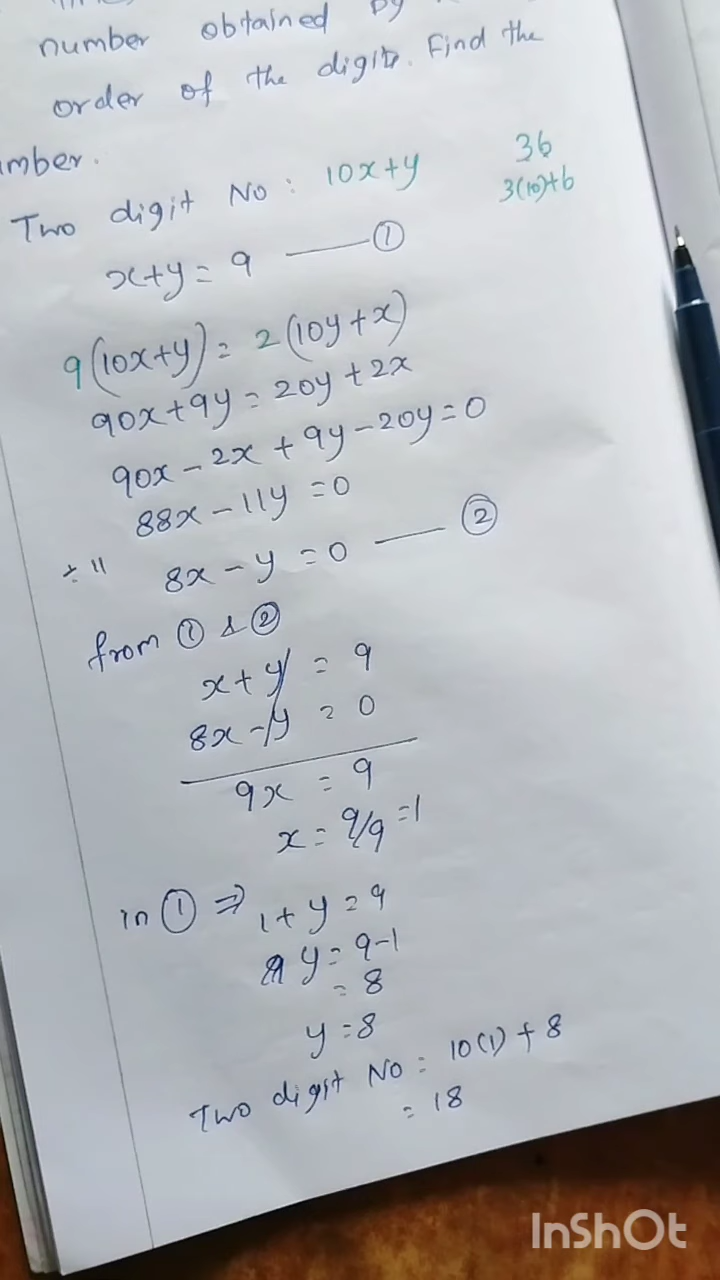 number obtained by
order of the digits. Find the
mber.
Two digit No : 10x+y 36
3(10)+6
x+y = 9 —— ①
9(10x+y) = 2(10y+x)
90x+9y = 20y+2x
90x-2x+9y-20y=0
88x-11y=0
÷11 8x-y=0 —— ②
from ① & ②
x+y = 9
8x-y = 0
9x = 9
x = 9/9 =1
in ① ⇒ 1+y=9
y=9-1
= 8
y=8
Two digit No = 10(1)+8
= 18
InShOt